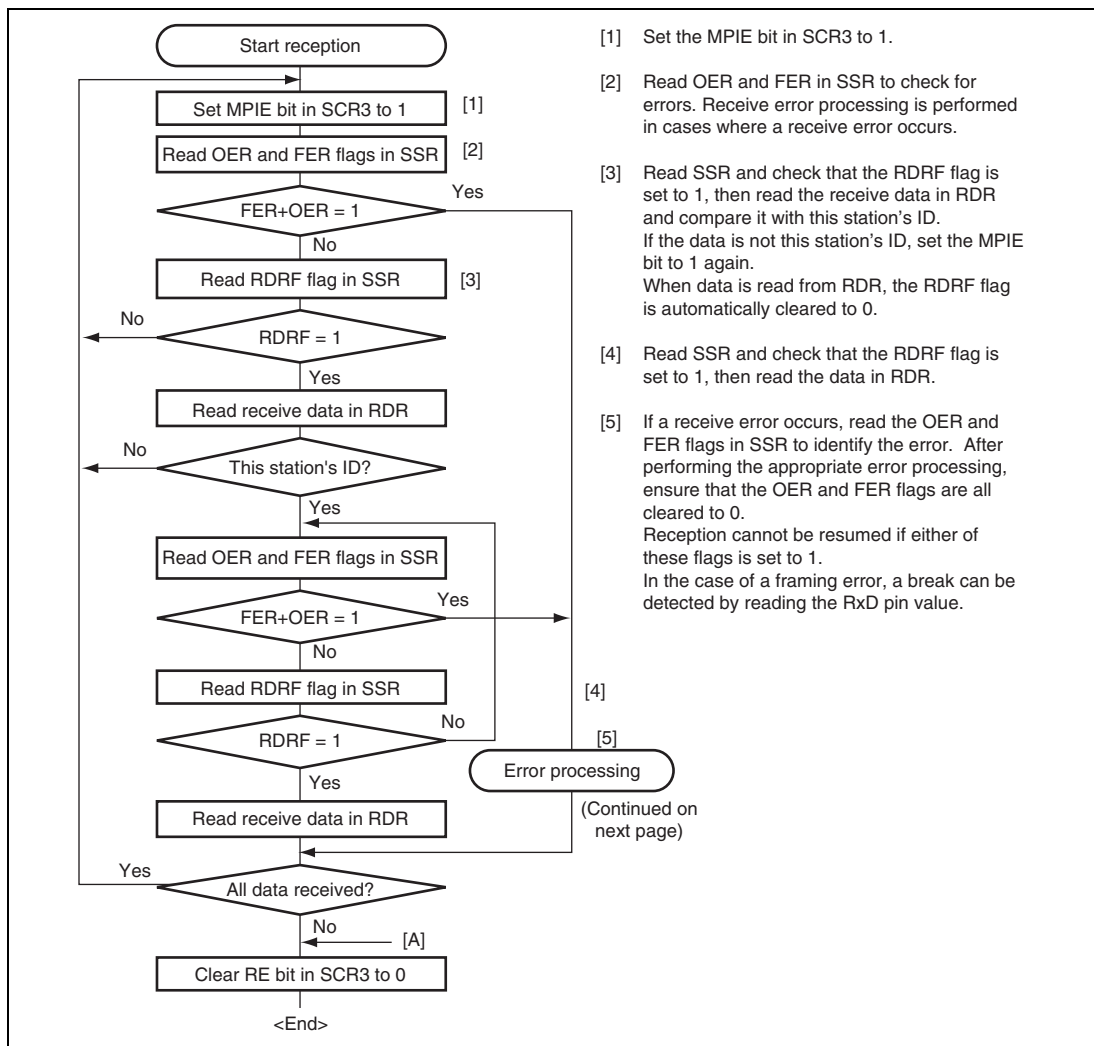 Start reception
Set MPIE bit in SCR3 to 1
[1]
Read OER and FER flags in SSR
[2]
Yes
FER+OER = 1
No
Read RDRF flag in SSR
[3]
No
RDRF = 1
Yes
Read receive data in RDR
No
This station's ID?
Yes
Read OER and FER flags in SSR
Yes
FER+OER = 1
No
Read RDRF flag in SSR
[4]
No
RDRF = 1
[5]
Error processing
Yes
(Continued on
next page)
Read receive data in RDR
Yes
All data received?
No
[A]
Clear RE bit in SCR3 to 0
<End>
[1] Set the MPIE bit in SCR3 to 1.
[2] Read OER and FER in SSR to check for
errors. Receive error processing is performed
in cases where a receive error occurs.
[3] Read SSR and check that the RDRF flag is
set to 1, then read the receive data in RDR
and compare it with this station's ID.
If the data is not this station's ID, set the MPIE
bit to 1 again.
When data is read from RDR, the RDRF flag
is automatically cleared to 0.
[4] Read SSR and check that the RDRF flag is
set to 1, then read the data in RDR.
[5] If a receive error occurs, read the OER and
FER flags in SSR to identify the error. After
performing the appropriate error processing,
ensure that the OER and FER flags are all
cleared to 0.
Reception cannot be resumed if either of
these flags is set to 1.
In the case of a framing error, a break can be
detected by reading the RxD pin value.